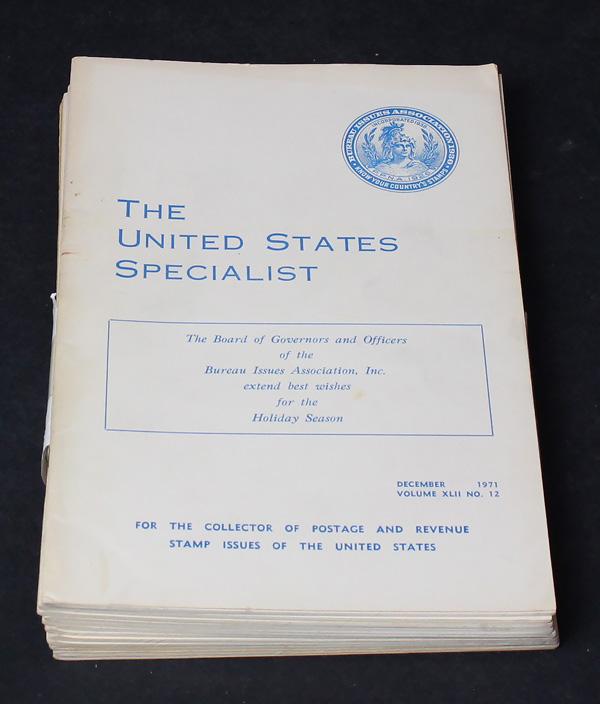 BUREAU ISSUES ASSOCIATION 1930
INCORPORATED
KNOW YOUR COUNTRY'S STAMPS
THE
UNITED STATES
SPECIALIST
The Board of Governors and Officers
of the
Bureau Issues Association, Inc.
extend best wishes
for the
Holiday Season
DECEMBER 1971
VOLUME XLII NO. 12
FOR THE COLLECTOR OF POSTAGE AND REVENUE
STAMP ISSUES OF THE UNITED STATES